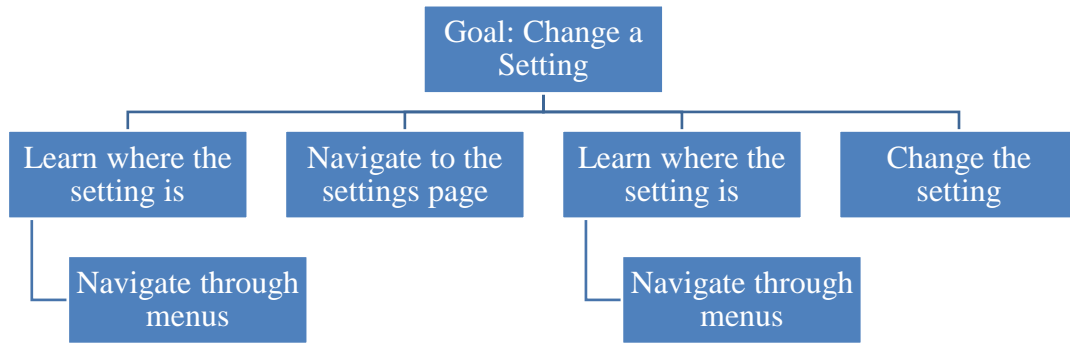 Goal: Change a
Setting
Learn where the
setting is
Navigate to the
settings page
Learn where the
setting is
Change the
setting
Navigate through
menus
Navigate through
menus